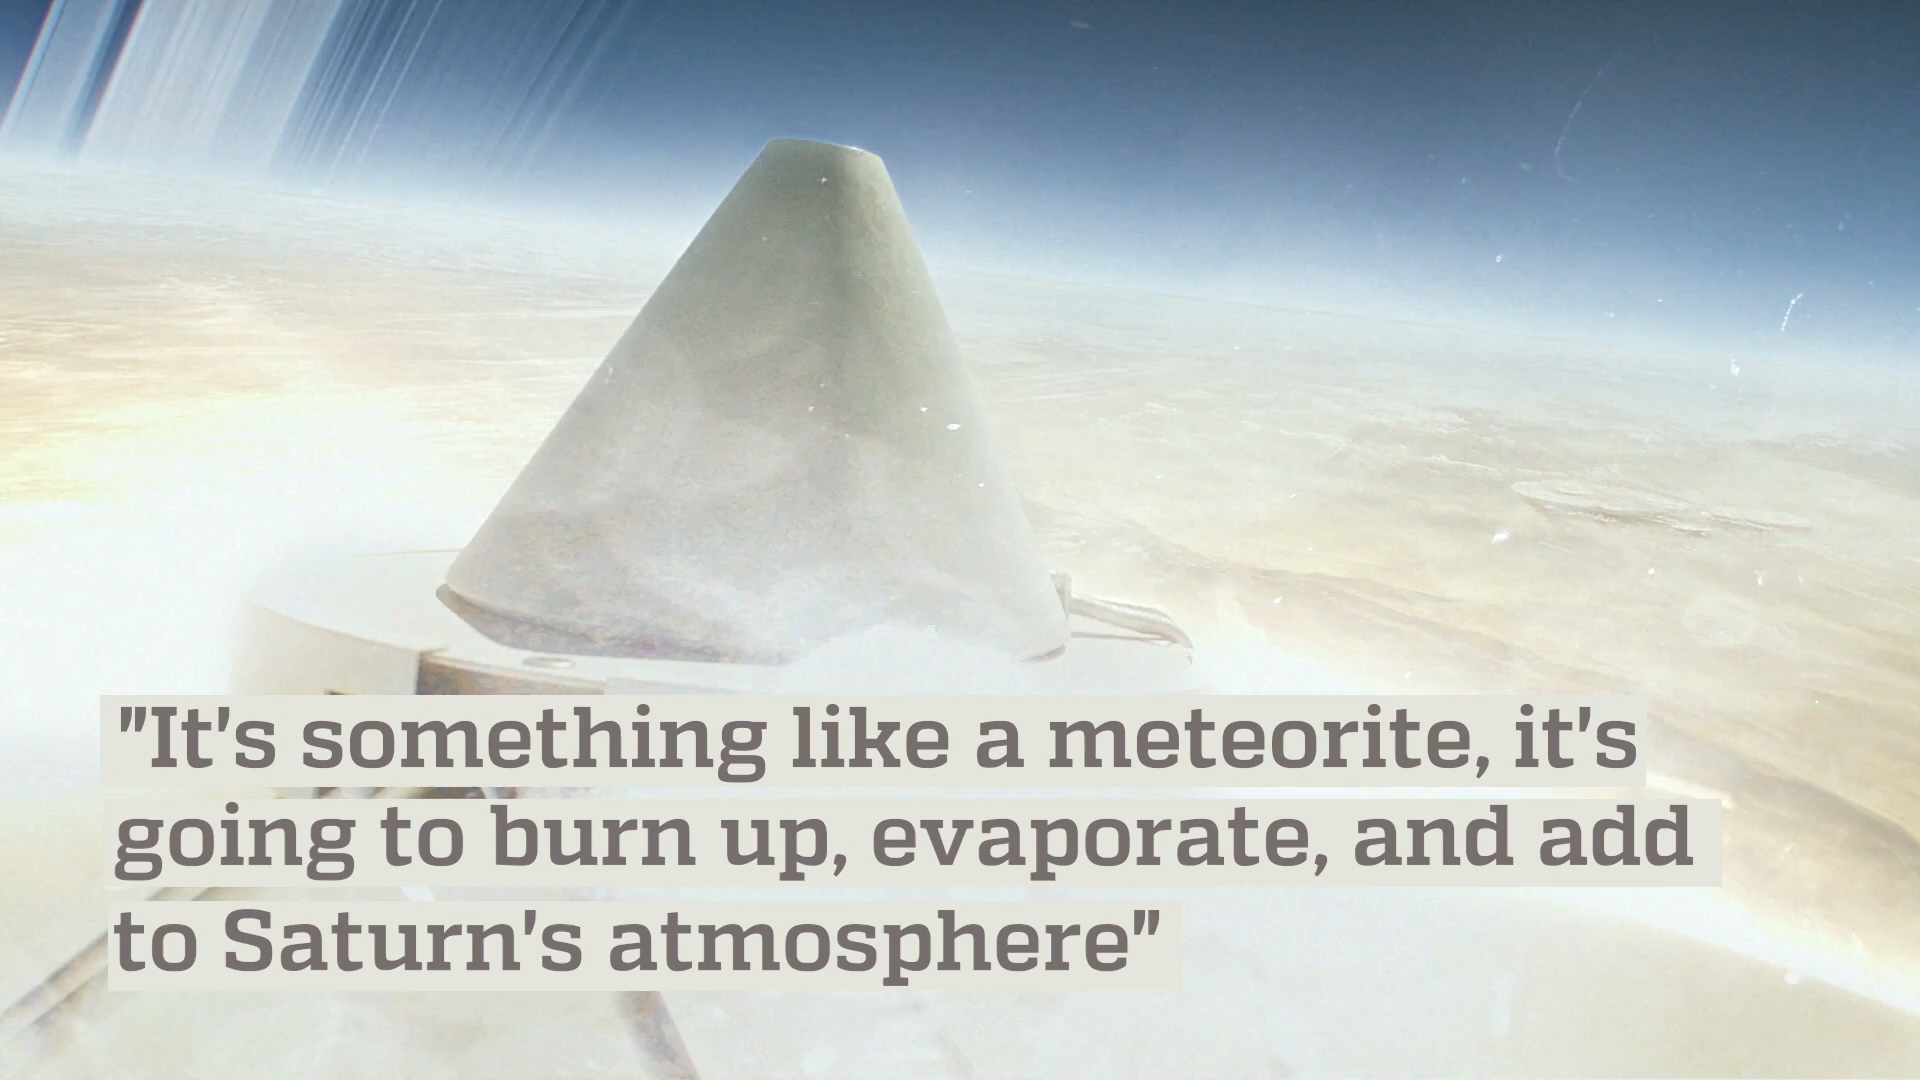 "It's something like a meteorite, it's
going to burn up, evaporate, and add
to Saturn's atmosphere"